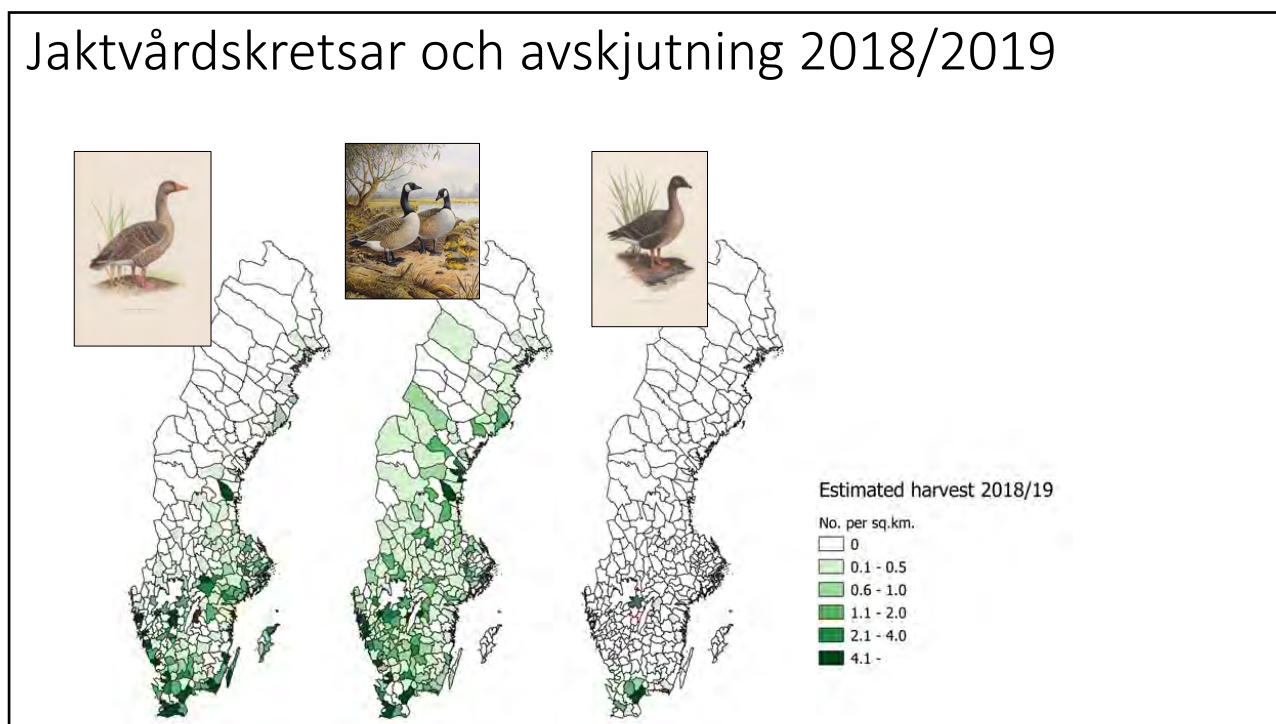 Jaktvårdskretsar och avskjutning 2018/2019
Estimated harvest 2018/19
No. per sq.km.
0
0.1 - 0.5
0.6 - 1.0
1.1 - 2.0
2.1 - 4.0
4.1 -